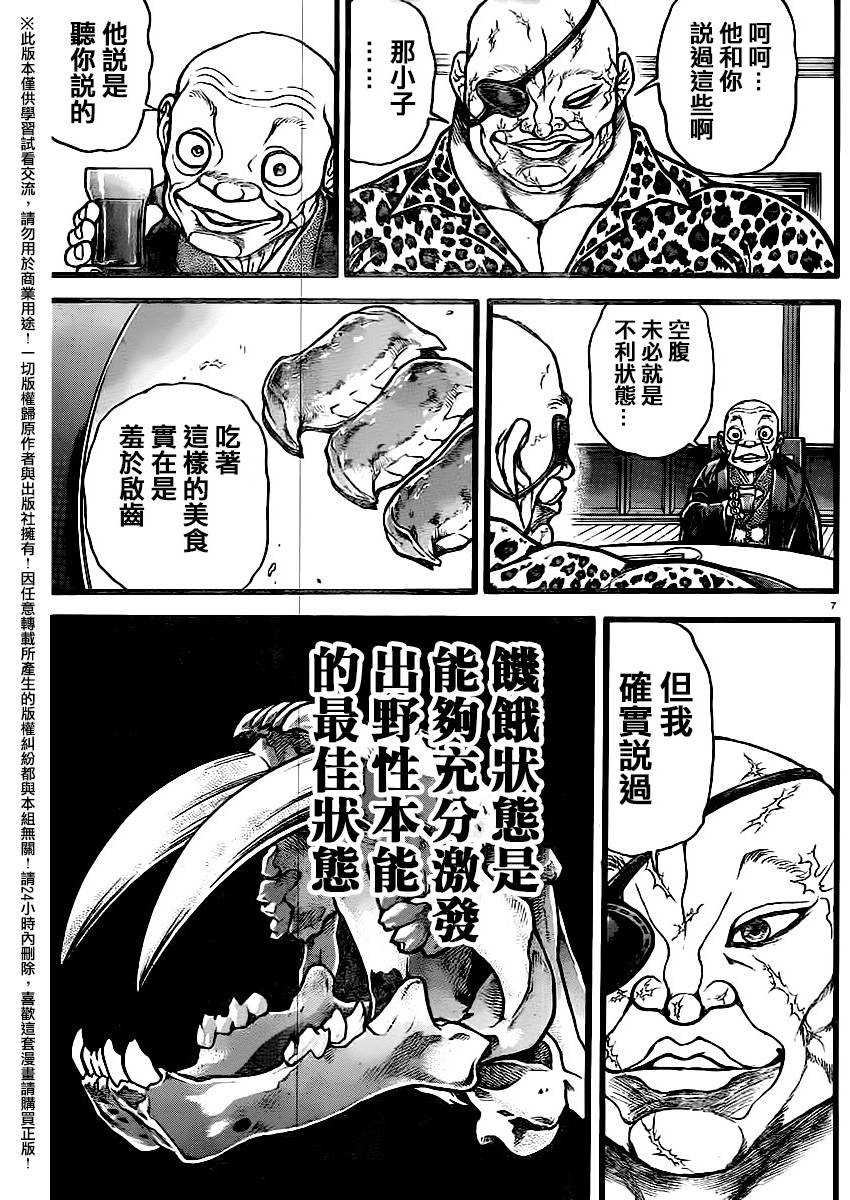 呵呵…
他和你
說過這些啊
那小子
……
他説是
聽你説的
空腹
未必就是
不利狀態…
吃著
這樣的美食
實在是
羞於啟齒
7
但我
確實説過
饑餓狀態是
能夠充分激發
出野性本能
的最佳狀態
※此版本僅供學習試看交流，請勿用於商業用途！一切版權歸原作者與出版社擁有！因任意轉載所產生的版權糾紛都與本組無關！請24小時內刪除，喜歡這套漫畫請購買正版！